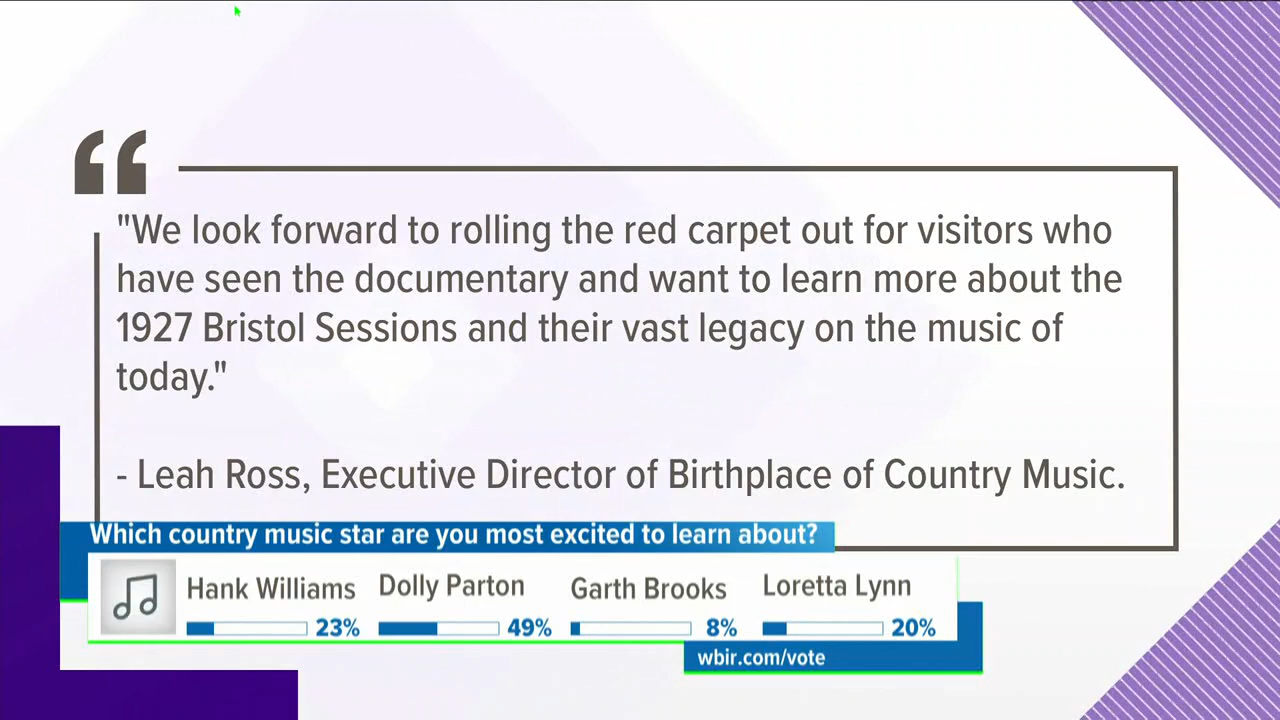 "We look forward to rolling the red carpet out for visitors who
have seen the documentary and want to learn more about the
1927 Bristol Sessions and their vast legacy on the music of
today."
- Leah Ross, Executive Director of Birthplace of Country Music.
Which country music star are you most excited to learn about?
Hank Williams Dolly Parton Garth Brooks Loretta Lynn
23% 49% 8% 20%
wbir.com/vote